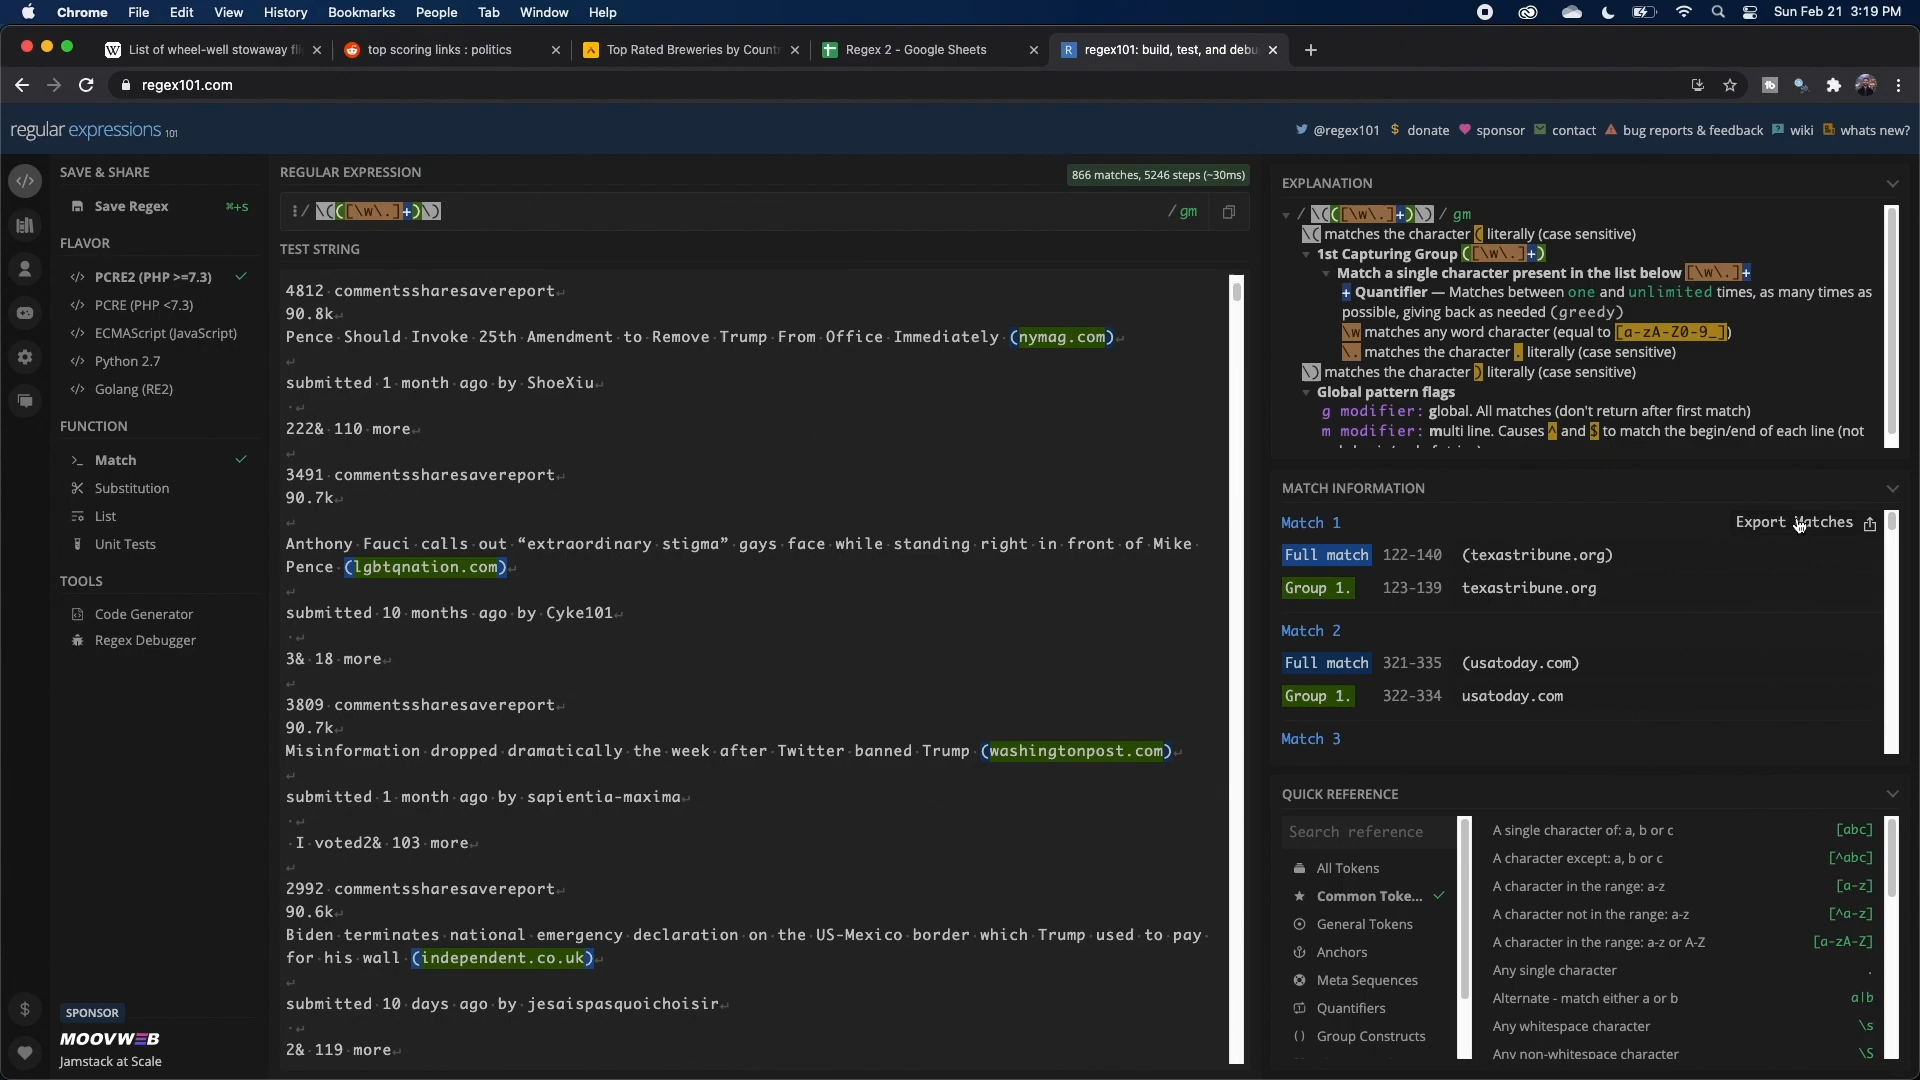 Chrome File Edit View History Bookmarks People Tab Window Help Sun Feb 21 3:19 PM
List of wheel-well stowaway fli top scoring links : politics Top Rated Breweries by Count Regex 2 - Google Sheets regex101: build, test, and debu
regex101.com
regular expressions 101 @regex101 $ donate sponsor contact bug reports & feedback wiki whats new?
SAVE & SHARE
Save Regex ⌘+S
FLAVOR
</> PCRE2 (PHP >=7.3)
</> PCRE (PHP <7.3)
</> ECMAScript (JavaScript)
</> Python 2.7
</> Golang (RE2)
FUNCTION
>_ Match
Substitution
List
Unit Tests
TOOLS
Code Generator
Regex Debugger
SPONSOR
MOOVWEB
Jamstack at Scale
REGULAR EXPRESSION 866 matches, 5246 steps (~30ms)
/ \(([\w\.]+)\) / gm
TEST STRING
4812 commentssharesavereport
90.8k
Pence Should Invoke 25th Amendment to Remove Trump From Office Immediately (nymag.com)
submitted 1 month ago by ShoeXiu
222& 110 more
3491 commentssharesavereport
90.7k
Anthony Fauci calls out “extraordinary stigma” gays face while standing right in front of Mike
Pence (lgbtqnation.com)
submitted 10 months ago by Cyke101
3& 18 more
3809 commentssharesavereport
90.7k
Misinformation dropped dramatically the week after Twitter banned Trump (washingtonpost.com)
submitted 1 month ago by sapientia-maxima
I voted2& 103 more
2992 commentssharesavereport
90.6k
Biden terminates national emergency declaration on the US-Mexico border which Trump used to pay
for his wall (independent.co.uk)
submitted 10 days ago by jesaispasquoichoisir
2& 119 more
EXPLANATION
/ \(([\w\.]+)\) / gm
\( matches the character ( literally (case sensitive)
1st Capturing Group ([\w\.]+)
Match a single character present in the list below [\w\.]+
+ Quantifier — Matches between one and unlimited times, as many times as
possible, giving back as needed (greedy)
\w matches any word character (equal to [a-zA-Z0-9_])
\. matches the character . literally (case sensitive)
\) matches the character ) literally (case sensitive)
Global pattern flags
g modifier: global. All matches (don't return after first match)
m modifier: multi line. Causes ^ and $ to match the begin/end of each line (not
MATCH INFORMATION
Match 1 Export Matches
Full match 122-140 (texastribune.org)
Group 1. 123-139 texastribune.org
Match 2
Full match 321-335 (usatoday.com)
Group 1. 322-334 usatoday.com
Match 3
QUICK REFERENCE
Search reference
All Tokens
Common Toke...
General Tokens
Anchors
Meta Sequences
Quantifiers
Group Constructs
A single character of: a, b or c [abc]
A character except: a, b or c [^abc]
A character in the range: a-z [a-z]
A character not in the range: a-z [^a-z]
A character in the range: a-z or A-Z [a-zA-Z]
Any single character .
Alternate - match either a or b a|b
Any whitespace character \s
Any non-whitespace character \S